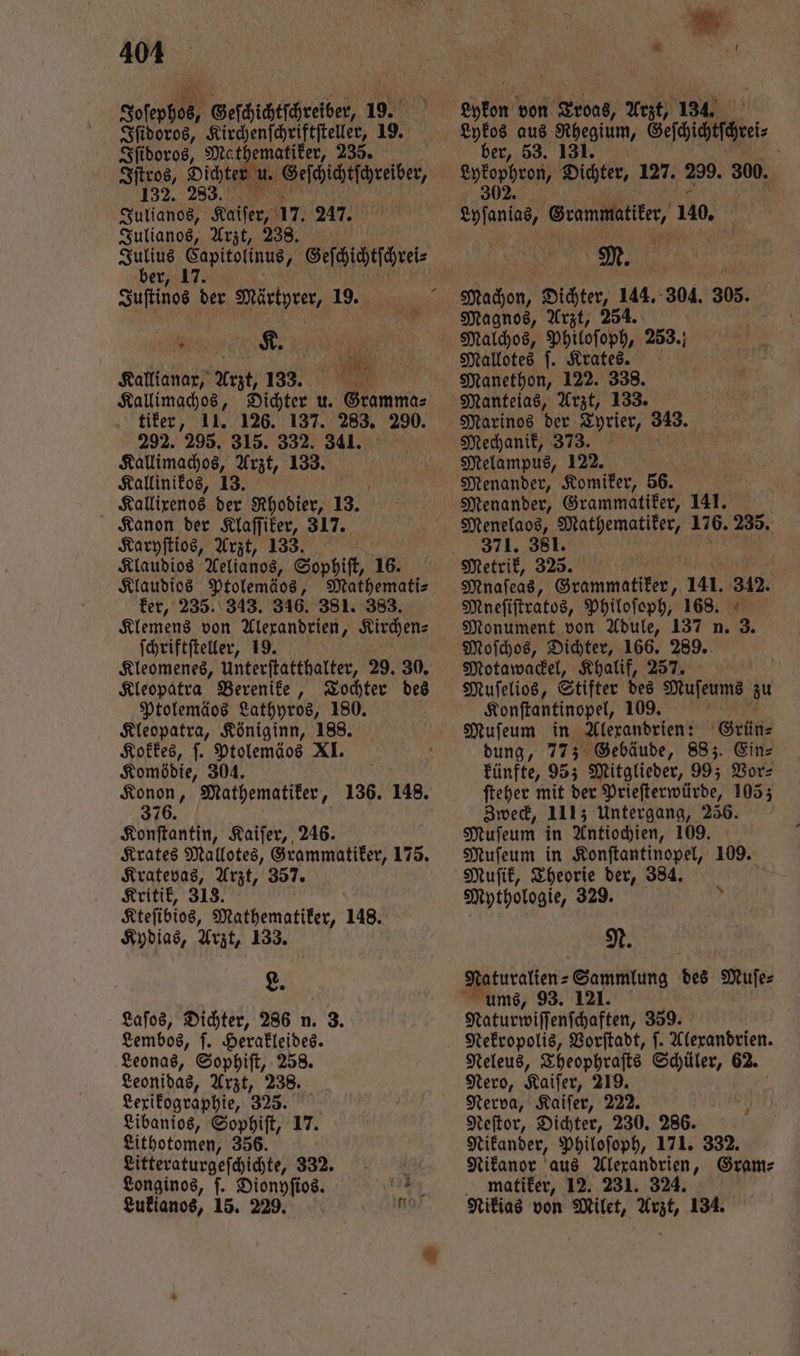 404
Joſephos, Geſchichtſchreiber, 19.
Iſidoros, Kirchenſchriftſteller, 19.
Iſidoros, Mathematiker, 235.
Iſtros, Dichter u. Geſchichtſchreiber,
132. 283.
Julianos, Kaiſer, 17. 247.
Julianos, Arzt, 238.
Julius Capitolinus, Geſchichtſchrei⸗
ber, 17.
Juſtinos der Märtyrer, 19.
K.
Kallianax, Arzt, 133.
Kallimachos, Dichter u. Gramma⸗
tiker, 11. 126. 137. 283. 290.
292. 295. 315. 332. 341.
Kallimachos, Arzt, 133.
Kallinikos, 13.
Kallixenos der Rhodier, 13.
Kanon der Klaſſiker, 317.
Karyſtios, Arzt, 133.
Klaudios Aelianos, Sophiſt, 16.
Klaudios Ptolemäos, Mathemati⸗
ker, 235. 343. 346. 381. 383.
Klemens von Alexandrien, Kirchen⸗
ſchriftſteller, 19.
Kleomenes, Unterſtatthalter, 29. 30.
Kleopatra Berenike, Tochter des
Ptolemäos Lathyros, 180.
Kleopatra, Königinn, 188.
Kokkes, ſ. Ptolemäos XI.
Komödie, 304.
Konon, Mathematiker, 136. 148.
376.
Konſtantin, Kaiſer, 246.
Krates Mallotes, Grammatiker, 175.
Kratevas, Arzt, 357.
Kritik, 313.
Kteſibios, Mathematiker, 148.
Kydias, Arzt, 133.
L.
Laſos, Dichter, 286 n. 3.
Lembos, ſ. Herakleides.
Leonas, Sophiſt, 258.
Leonidas, Arzt, 238.
Lexikographie, 325.
Libanios, Sophiſt, 17.
Lithotomen, 356.
Litteraturgeſchichte, 332.
Longinos, ſ. Dionyſios.
Lukianos, 15. 229.
Lykon von Troas, Arzt, 134.
Lykos aus Rhegium, Geſchichtſchrei⸗
ber, 53. 131.
Lykophron, Dichter, 127. 299. 300.
302.
Lyſanias, Grammatiker, 140.
M.
Machon, Dichter, 144. 304. 305.
Magnos, Arzt, 254.
Malchos, Philoſoph, 253.
Mallotes ſ. Krates.
Manethon, 122. 338.
Manteias, Arzt, 133.
Marinos der Tyrier, 343.
Mechanik, 373.
Melampus, 122.
Menander, Komiker, 56.
Menander, Grammatiker, 141.
Menelaos, Mathematiker, 176. 235.
371. 381.
Metrik, 325.
Mnaſeas, Grammatiker, 141. 342.
Mneſiſtratos, Philoſoph, 168.
Monument von Adule, 137 n. 3.
Moſchos, Dichter, 166. 289.
Motawackel, Khalif, 257.
Muſelios, Stifter des Muſeums zu
Konſtantinopel, 109.
Muſeum in Alexandrien: Grün⸗
dung, 77; Gebäude, 88; Ein⸗
künfte, 95; Mitglieder, 99; Vor⸗
ſteher mit der Prieſterwürde, 105;
Zweck, 111; Untergang, 256.
Muſeum in Antiochien, 109.
Muſeum in Konſtantinopel, 109.
Muſik, Theorie der, 384.
Mythologie, 329.
N.
Naturalien⸗Sammlung des Muſe⸗
ums, 93. 121.
Naturwiſſenſchaften, 359.
Nekropolis, Vorſtadt, ſ. Alexandrien.
Neleus, Theophraſts Schüler, 62.
Nero, Kaiſer, 219.
Nerva, Kaiſer, 222.
Neſtor, Dichter, 230. 286.
Nikander, Philoſoph, 171. 332.
Nikanor aus Alexandrien, Gram⸗
matiker, 12. 231. 324.
Nikias von Milet, Arzt, 134.